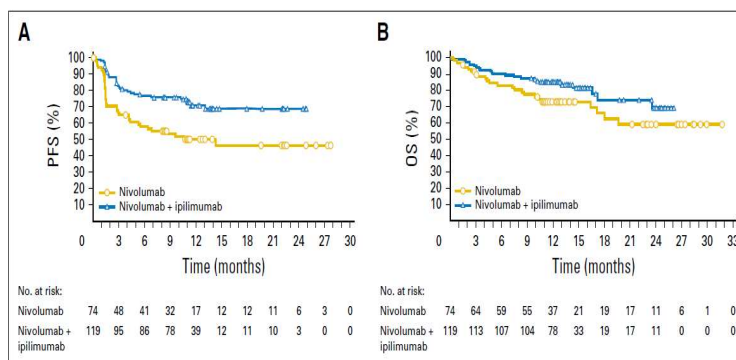 A
100
90
80
70
60
50
40
30
20
10
PFS (%)
Nivolumab
Nivolumab + ipilimumab
3 6 9 12 15 18 21 24 27 30
Time (months)
No. at risk:
Nivolumab 74 48 41 32 17 12 12 11 6 3 0
Nivolumab + 119 95 86 78 39 12 11 10 3 0 0
ipilimumab
B
100
90
80
70
60
50
40
30
20
10
OS (%)
Nivolumab
Nivolumab + ipilimumab
3 6 9 12 15 18 21 24 27 30 33
Time (months)
No. at risk:
Nivolumab 74 64 59 55 37 21 19 17 11 6 1 0
Nivolumab + 119 113 107 104 78 33 19 17 11 0 0 0
ipilimumab